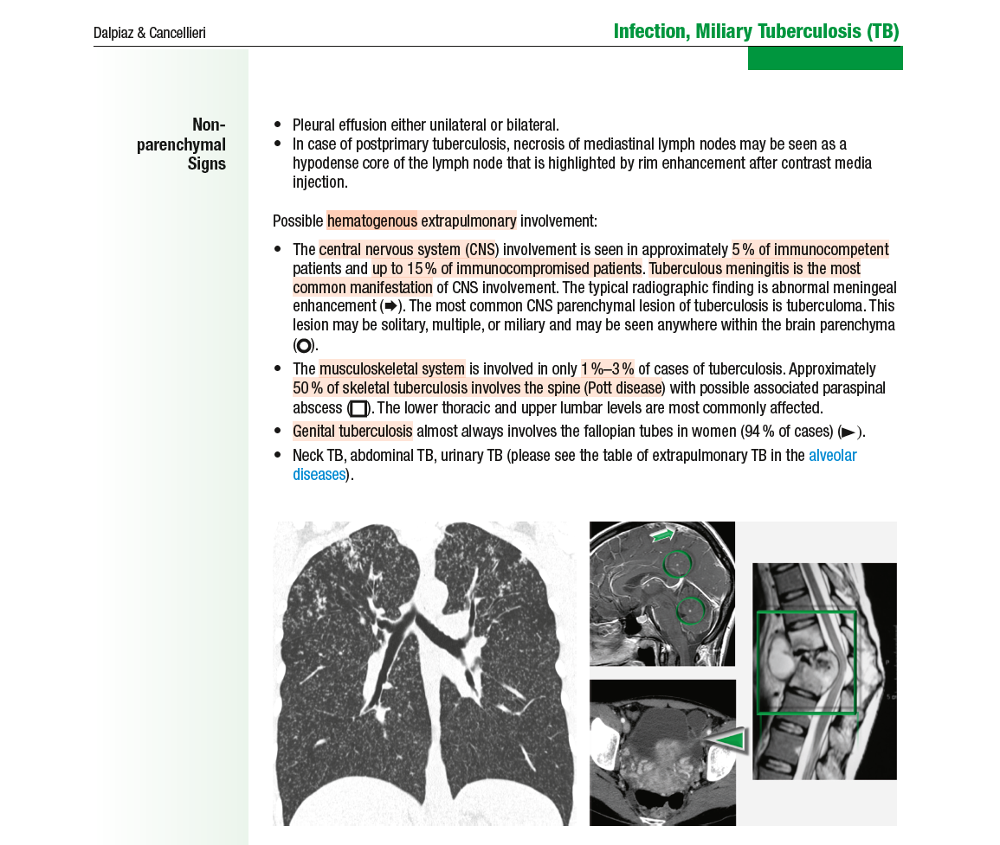 Dalpiaz & Cancellieri
Infection, Miliary Tuberculosis (TB)
Non-
parenchymal
Signs
• Pleural effusion either unilateral or bilateral.
• In case of postprimary tuberculosis, necrosis of mediastinal lymph nodes may be seen as a
hypodense core of the lymph node that is highlighted by rim enhancement after contrast media
injection.
Possible hematogenous extrapulmonary involvement:
• The central nervous system (CNS) involvement is seen in approximately 5 % of immunocompetent
patients and up to 15 % of immunocompromised patients. Tuberculous meningitis is the most
common manifestation of CNS involvement. The typical radiographic finding is abnormal meningeal
enhancement (➡). The most common CNS parenchymal lesion of tuberculosis is tuberculoma. This
lesion may be solitary, multiple, or miliary and may be seen anywhere within the brain parenchyma
(○).
• The musculoskeletal system is involved in only 1 %–3 % of cases of tuberculosis. Approximately
50 % of skeletal tuberculosis involves the spine (Pott disease) with possible associated paraspinal
abscess (□). The lower thoracic and upper lumbar levels are most commonly affected.
• Genital tuberculosis almost always involves the fallopian tubes in women (94 % of cases) (►).
• Neck TB, abdominal TB, urinary TB (please see the table of extrapulmonary TB in the alveolar
diseases).